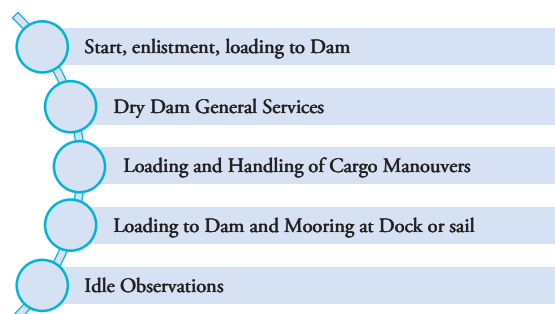 Start, enlistment, loading to Dam
Dry Dam General Services
Loading and Handling of Cargo Manouvers
Loading to Dam and Mooring at Dock or sail
Idle Observations